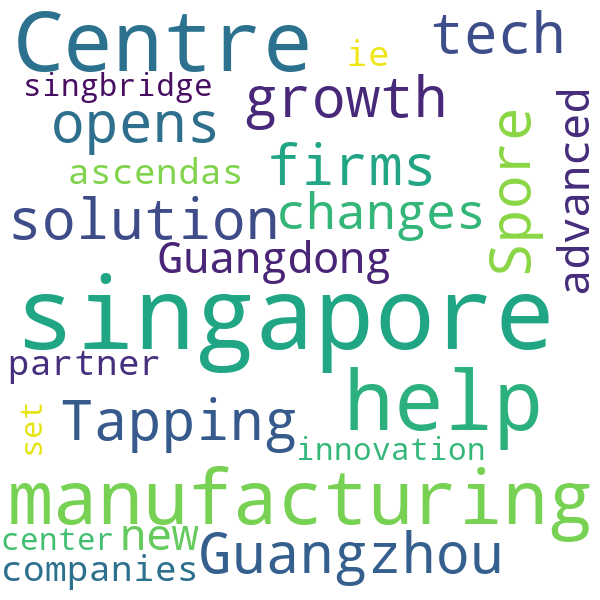 Centre
tech
ie
singbridge
growth
opens
advanced
Spore
ascendas
firms
solution
changes
Guangdong
singapore
partner
help
set
Tapping
innovation
manufacturing
center
new
Guangzhou
companies